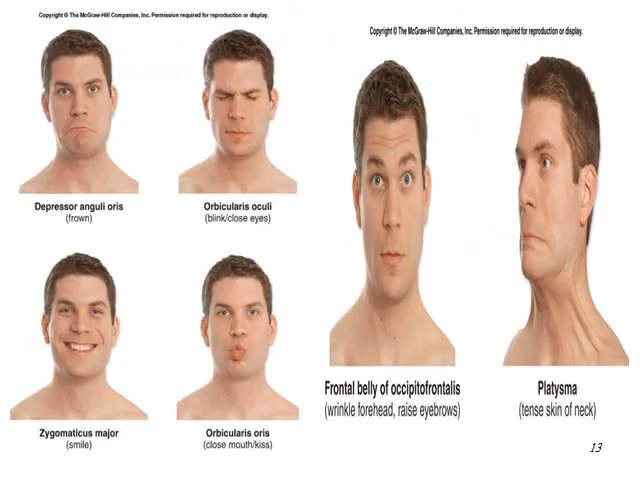 Copyright © The McGraw-Hill Companies, Inc. Permission required for reproduction or display.
Depressor anguli oris
(frown)
Orbicularis oculi
(blink/close eyes)
Zygomaticus major
(smile)
Orbicularis oris
(close mouth/kiss)
Copyright © The McGraw-Hill Companies, Inc. Permission required for reproduction or display.
Frontal belly of occipitofrontalis
(wrinkle forehead, raise eyebrows)
Platysma
(tense skin of neck)
13